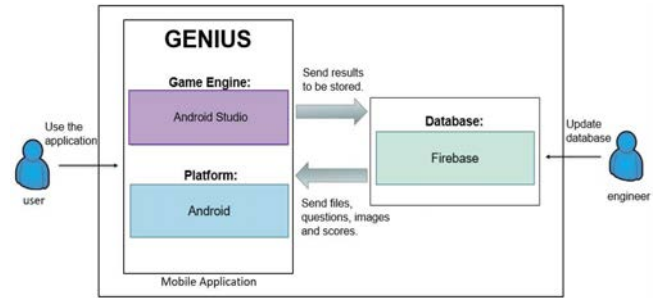 GENIUS
Game Engine:
Android Studio
Platform:
Android
Mobile Application
Send results
to be stored.
Send files,
questions, images
and scores.
Database:
Firebase
Use the
application
user
Update
database
engineer